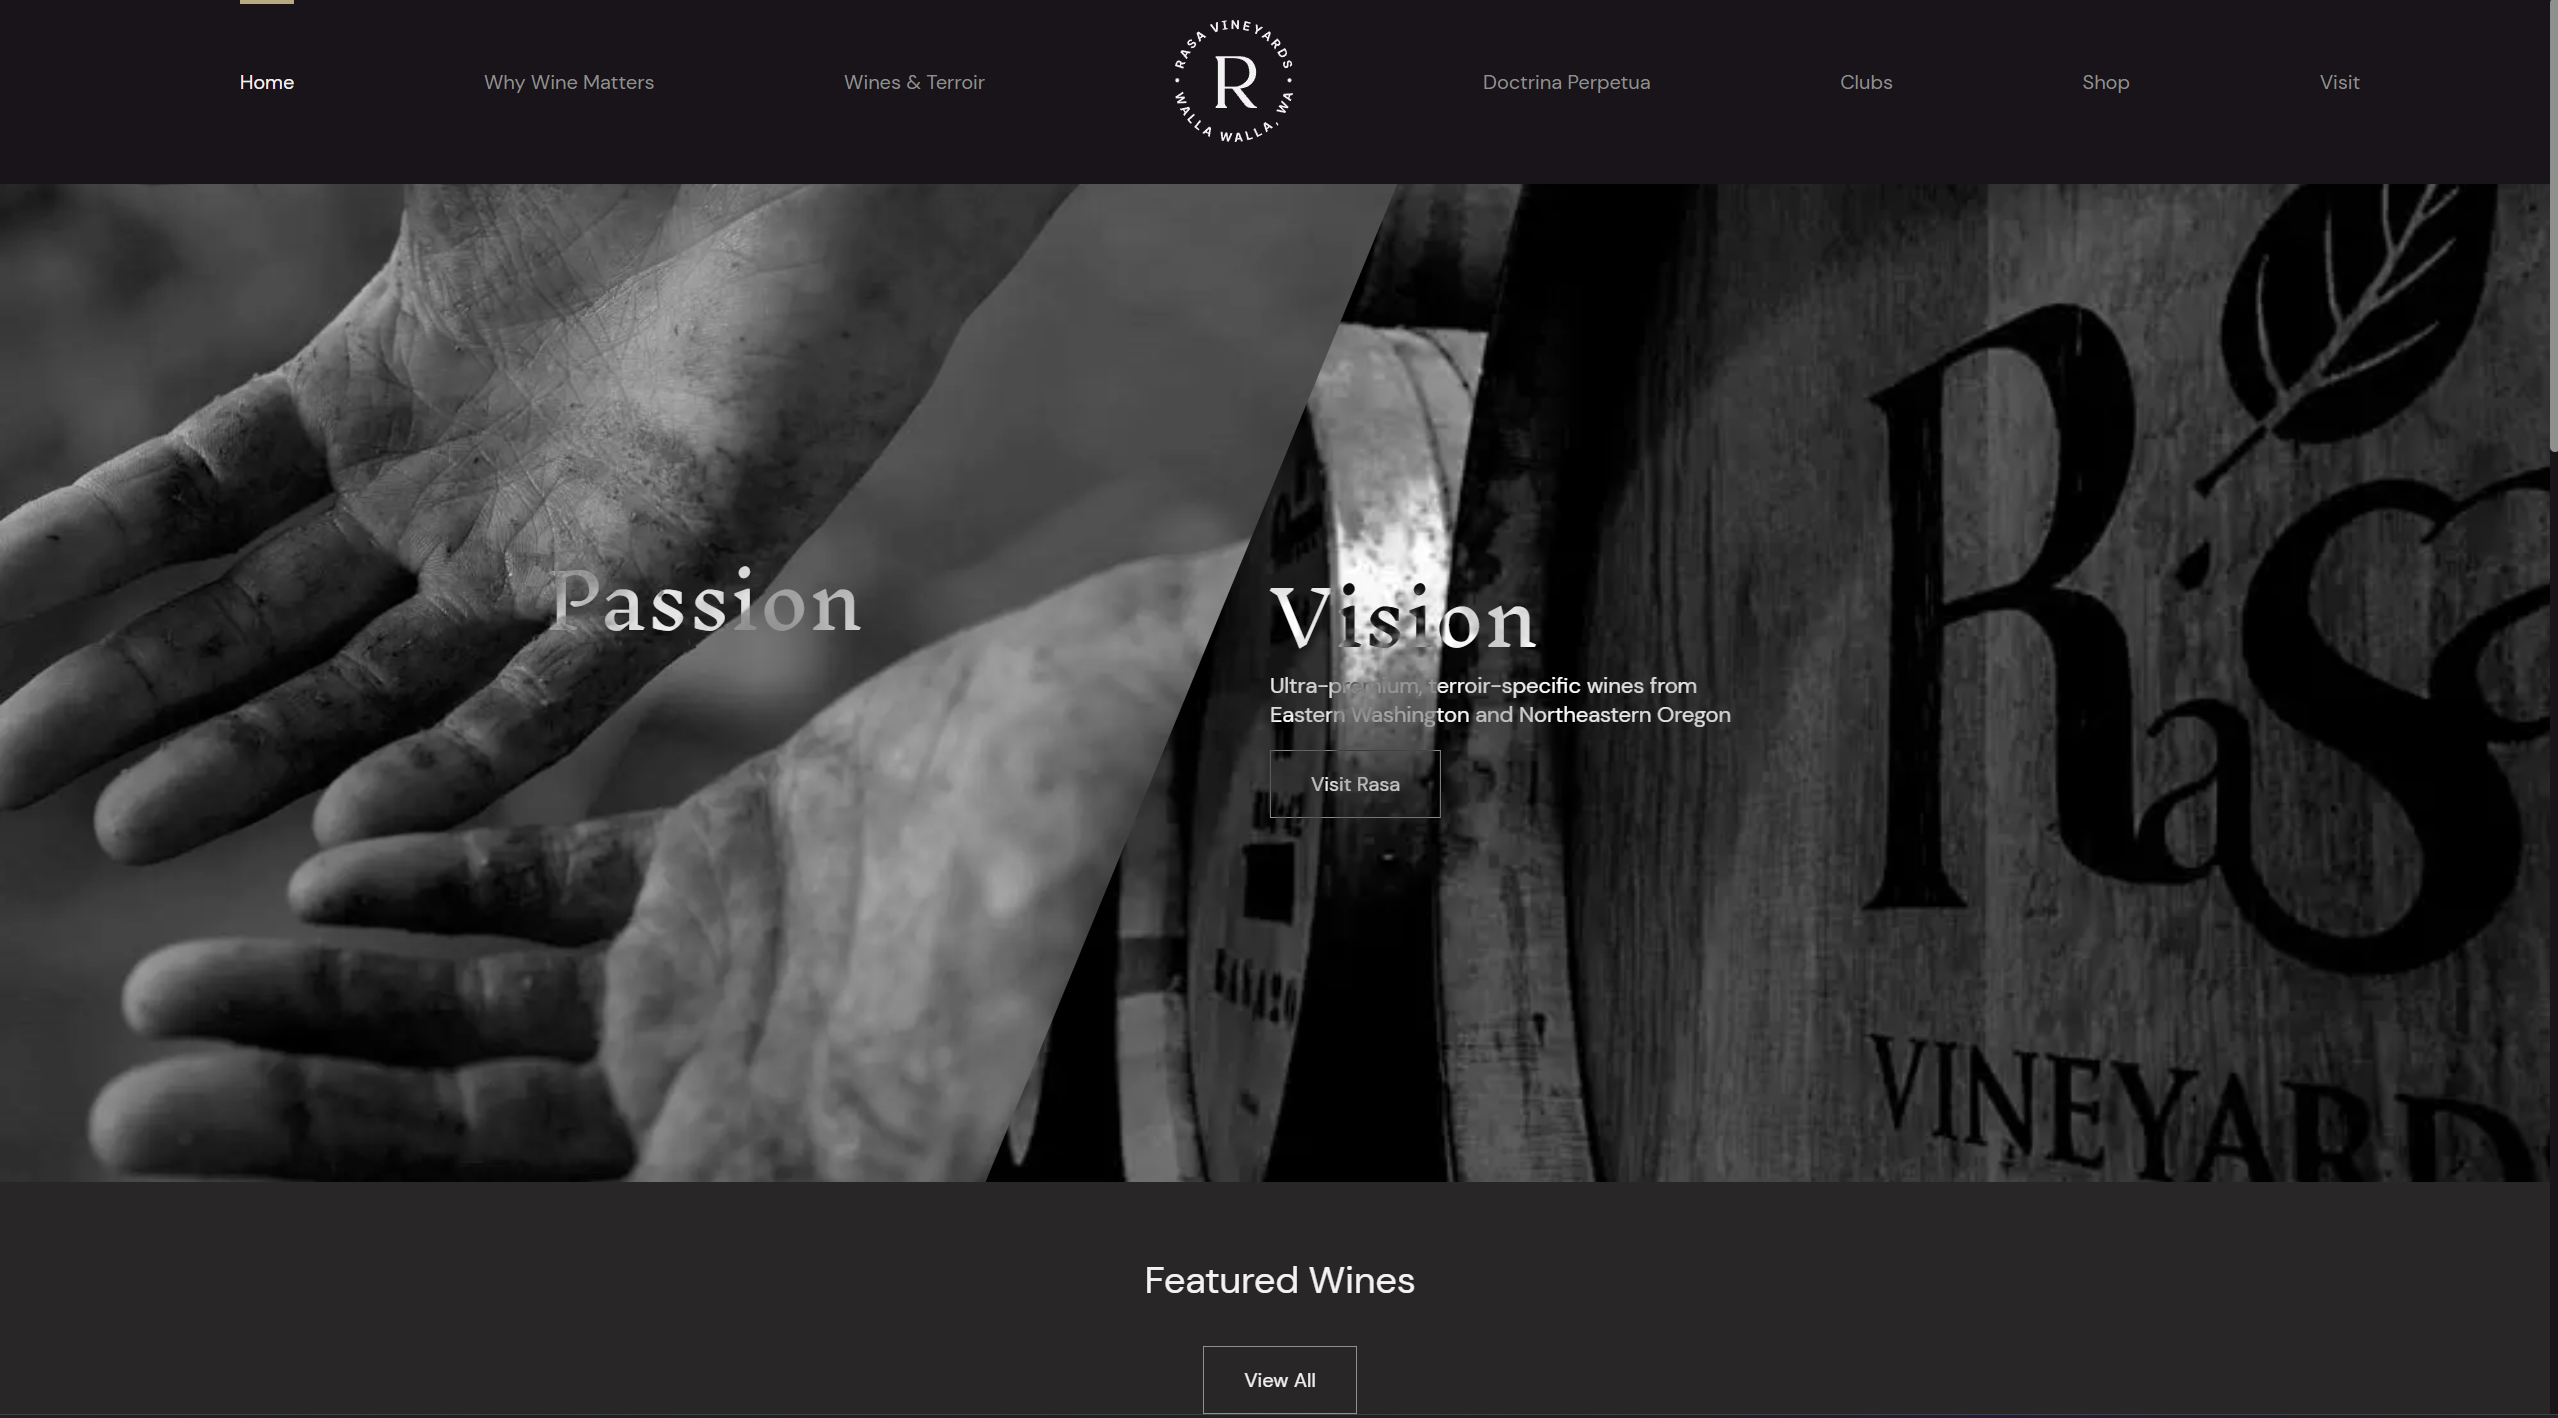 Home
Why Wine Matters
Wines & Terroir
RASA VINEYARDS
R
WALLA WALLA, WA
Doctrina Perpetua
Clubs
Shop
Visit
Passion
Vision
Ultra-premium, terroir-specific wines from
Eastern Washington and Northeastern Oregon
Visit Rasa
RaSa
VINEYARD
Featured Wines
View All